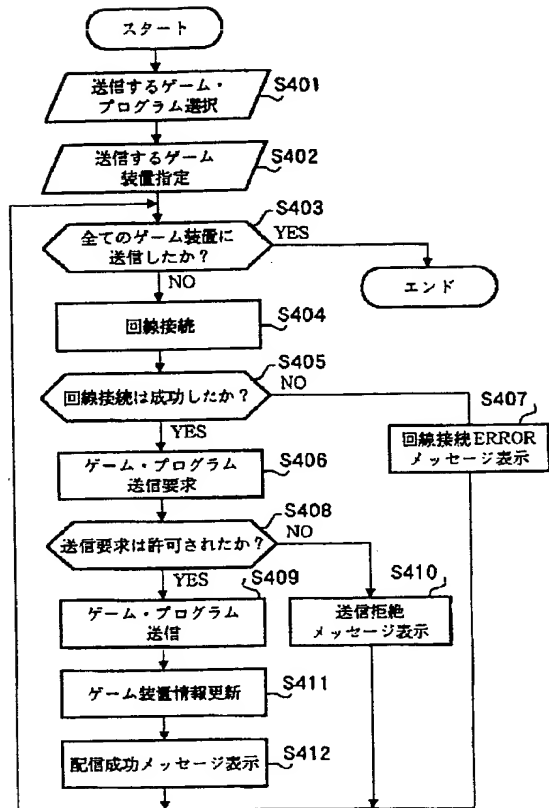 スタート
送信するゲーム・
プログラム選択
S401
送信するゲーム
装置指定
S402
全てのゲーム装置に
送信したか?
S403
YES
エンド
NO
回線接続
S404
回線接続は成功したか?
S405
NO
S407
回線接続ERROR
メッセージ表示
YES
ゲーム・プログラム
送信要求
S406
送信要求は許可されたか?
S408
NO
YES
S409
ゲーム・プログラム
送信
S410
送信拒絶
メッセージ表示
ゲーム装置情報更新
S411
配信成功メッセージ表示
S412